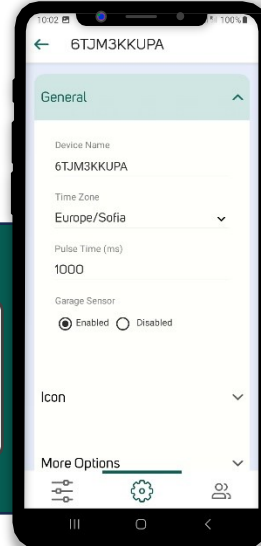 10:02 100%
6TJM3KKUPA
General
Device Name
6TJM3KKUPA
Time Zone
Europe/Sofia
Pulse Time (ms)
1000
Garage Sensor
Enabled Disabled
Icon
More Options